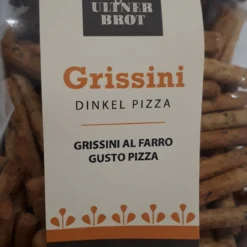 ULTNER
BROT
Grissini
DINKEL PIZZA
GRISSINI AL FARRO
GUSTO PIZZA